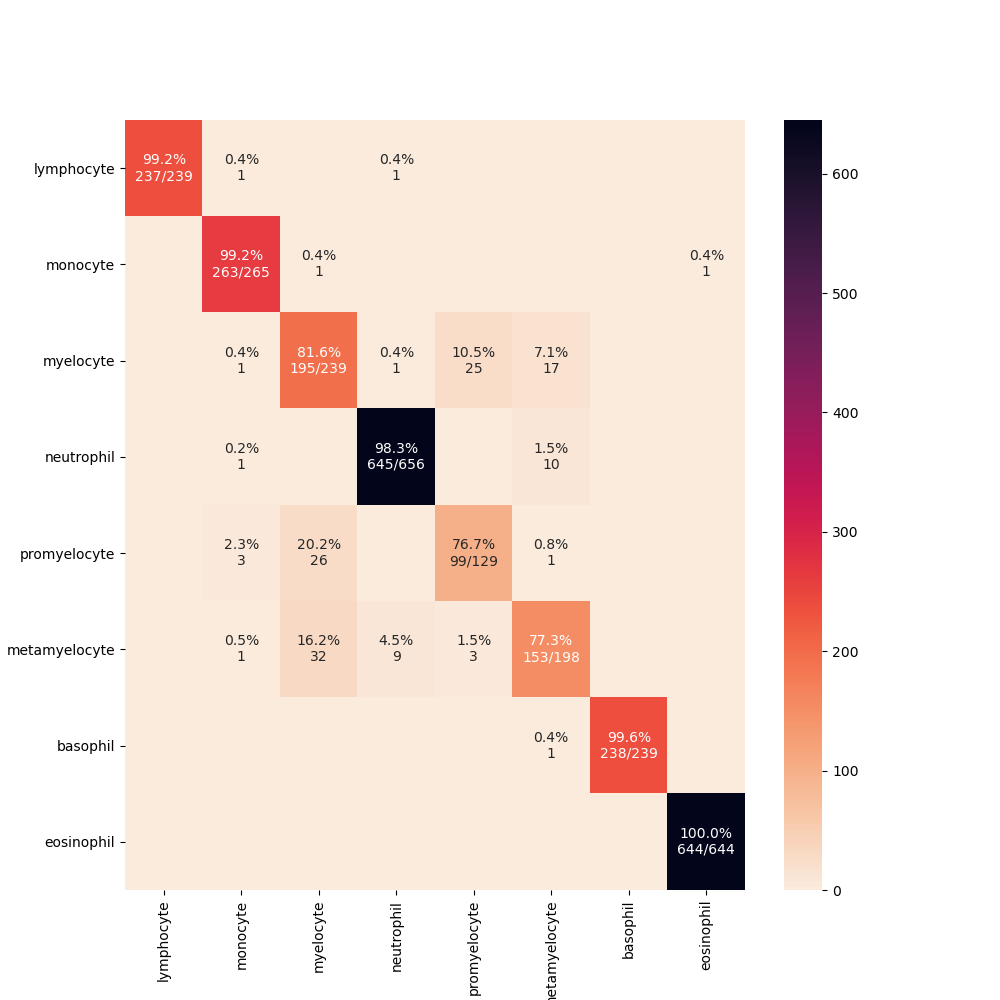 99.2% 0.4% 0.4%
lymphocyte 237/239 1 1
600
99.2% 0.4% 0.4%
monocyte 263/265 1 1
500
0.4% 81.6% 0.4% 10.5% 7.1%
myelocyte 1 195/239 1 25 17
400
0.2% 98.3% 1.5%
neutrophil 1 645/656 10
300
2.3% 20.2% 76.7% 0.8%
promyelocyte 3 26 99/129 1
0.5% 16.2% 4.5% 1.5% 77.3%
metamyelocyte 1 32 9 3 153/198
200
0.4% 99.6%
basophil 1 238/239
100
100.0%
eosinophil 644/644
0
lymphocyte
monocyte
myelocyte
neutrophil
promyelocyte
etamyelocyte
basophil
eosinophil